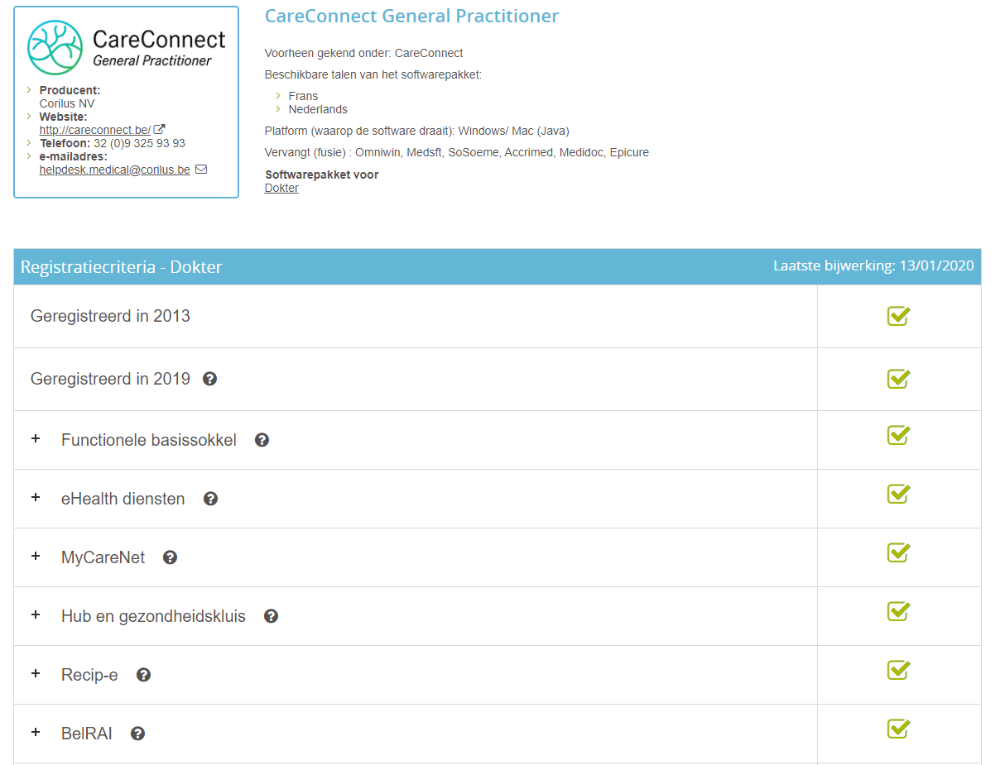 CareConnect
General Practitioner
Producent:
Corilus NV
Website:
http://careconnect.be/
Telefoon: 32 (0)9 325 93 93
e-mailadres:
helpdesk.medical@corilus.be
CareConnect General Practitioner
Voorheen gekend onder: CareConnect
Beschikbare talen van het softwarepakket:
Frans
Nederlands
Platform (waarop de software draait): Windows/ Mac (Java)
Vervangt (fusie) : Omniwin, Medsft, SoSoeme, Accrimed, Medidoc, Epicure
Softwarepakket voor
Dokter
Registratiecriteria - Dokter Laatste bijwerking: 13/01/2020
Geregistreerd in 2013
Geregistreerd in 2019 ?
+ Functionele basissokkel ?
+ eHealth diensten ?
+ MyCareNet ?
+ Hub en gezondheidskluis ?
+ Recip-e ?
+ BelRAI ?